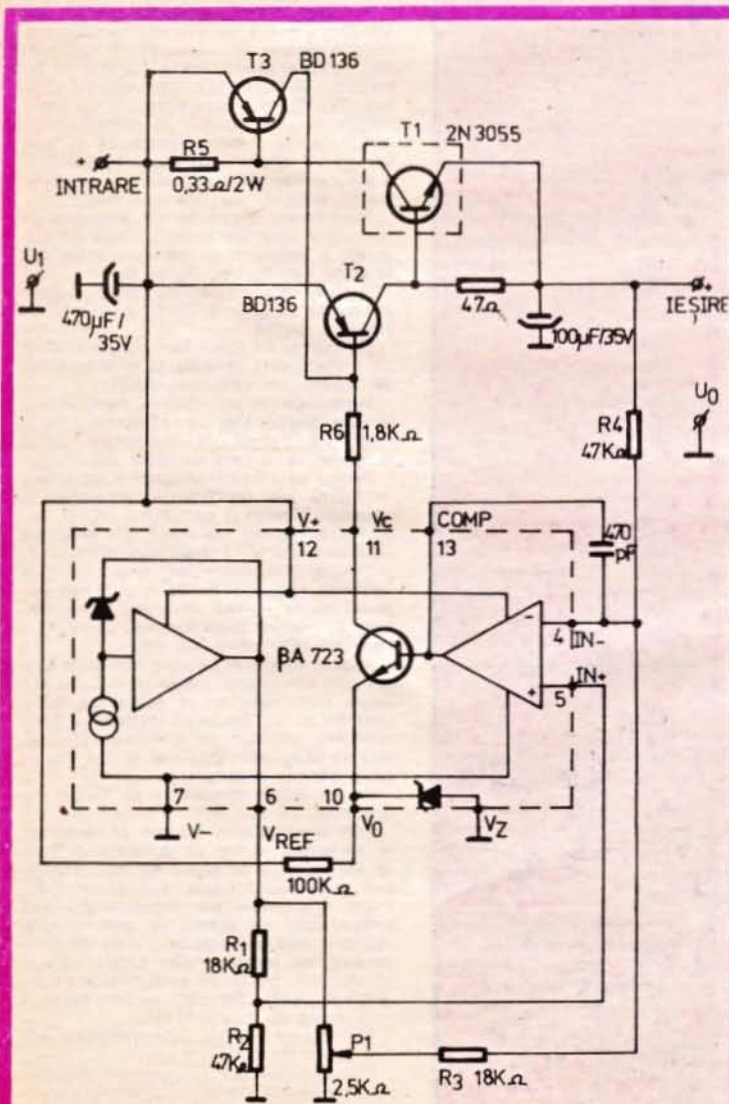 T3
BD136
T1
2N 3055
+
INTRARE
R5
0,33Ω/2W
U1
470µF/
35V
T2
BD136
47Ω
100µF/35V
+
IEȘIRE
U0
R4
47KΩ
R6
1,8KΩ
V+
12
Vc
11
COMP
13
470
pF
βA 723
-
4
IN-
+
IN+
5
7
V-
6
VREF
10
V0
VZ
100KΩ
R1
18KΩ
R2
47KΩ
P1
2,5KΩ
R3 18KΩ